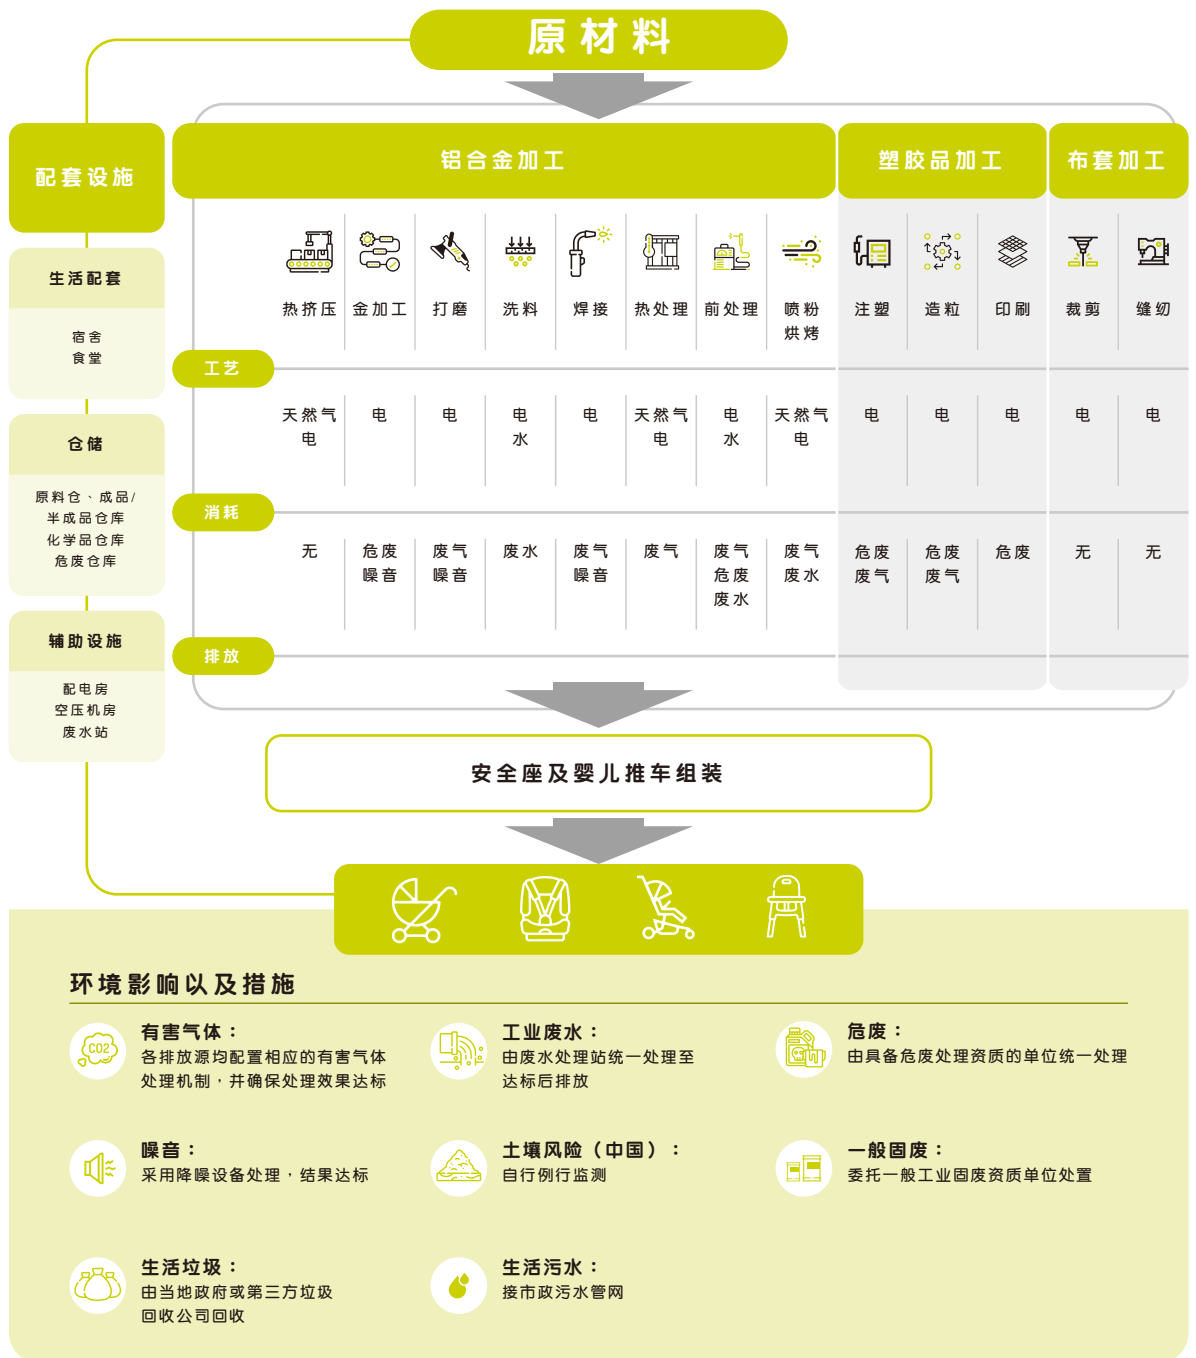 原材料
配套设施
生活配套
宿舍
食堂
仓储
原料仓、成品/
半成品仓库
化学品仓库
危废仓库
辅助设施
配电房
空压机房
废水站
铝合金加工
塑胶品加工
布套加工
热挤压
金加工
打磨
洗料
焊接
热处理
前处理
喷粉
烘烤
注塑
造粒
印刷
裁剪
缝纫
工艺
天然气
电
电
电
电
水
电
天然气
电
电
水
天然气
电
电
电
电
电
电
消耗
无
危废
噪音
废气
噪音
废水
废气
噪音
废气
废气
危废
废水
废气
废水
危废
废气
危废
废气
危废
无
无
排放
安全座及婴儿推车组装
环境影响以及措施
CO2
有害气体：
各排放源均配置相应的有害气体
处理机制，并确保处理效果达标
工业废水：
由废水处理站统一处理至
达标后排放
危废：
由具备危废处理资质的单位统一处理
噪音：
采用降噪设备处理，结果达标
土壤风险（中国）：
自行例行监测
一般固废：
委托一般工业固废资质单位处置
生活垃圾：
由当地政府或第三方垃圾
回收公司回收
生活污水：
接市政污水管网